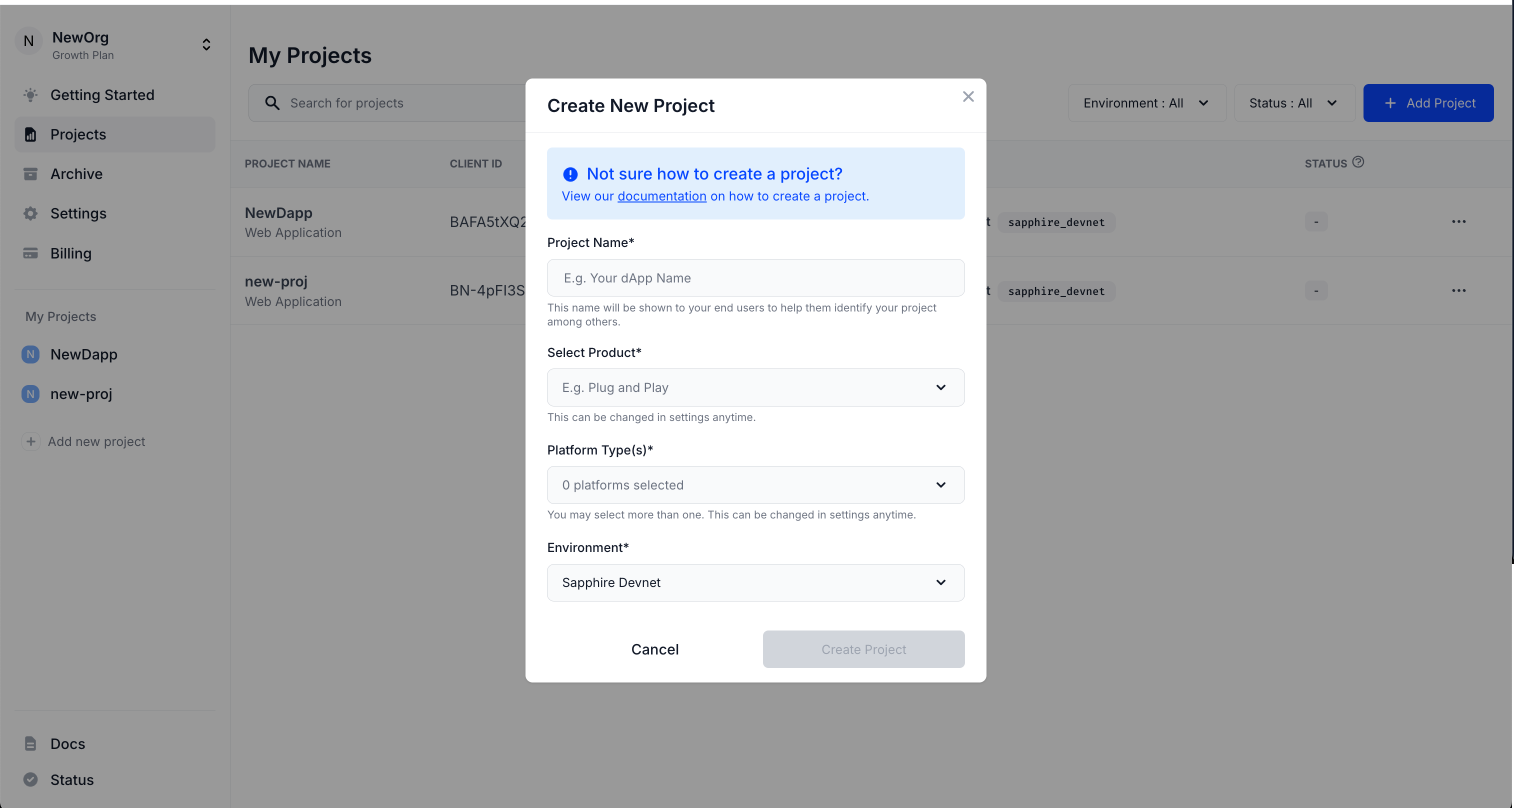 N
NewOrg
Growth Plan
Getting Started
Projects
Archive
Settings
Billing
My Projects
N NewDapp
N new-proj
+ Add new project
Docs
Status
My Projects
Search for projects
Environment : All
Status : All
+ Add Project
PROJECT NAME CLIENT ID STATUS ?
NewDapp
Web Application
BAFA5tXQ2
t sapphire_devnet -
new-proj
Web Application
BN-4pFI3S
t sapphire_devnet -
Create New Project
Not sure how to create a project?
View our documentation on how to create a project.
Project Name*
E.g. Your dApp Name
This name will be shown to your end users to help them identify your project
among others.
Select Product*
E.g. Plug and Play
This can be changed in settings anytime.
Platform Type(s)*
0 platforms selected
You may select more than one. This can be changed in settings anytime.
Environment*
Sapphire Devnet
Cancel
Create Project